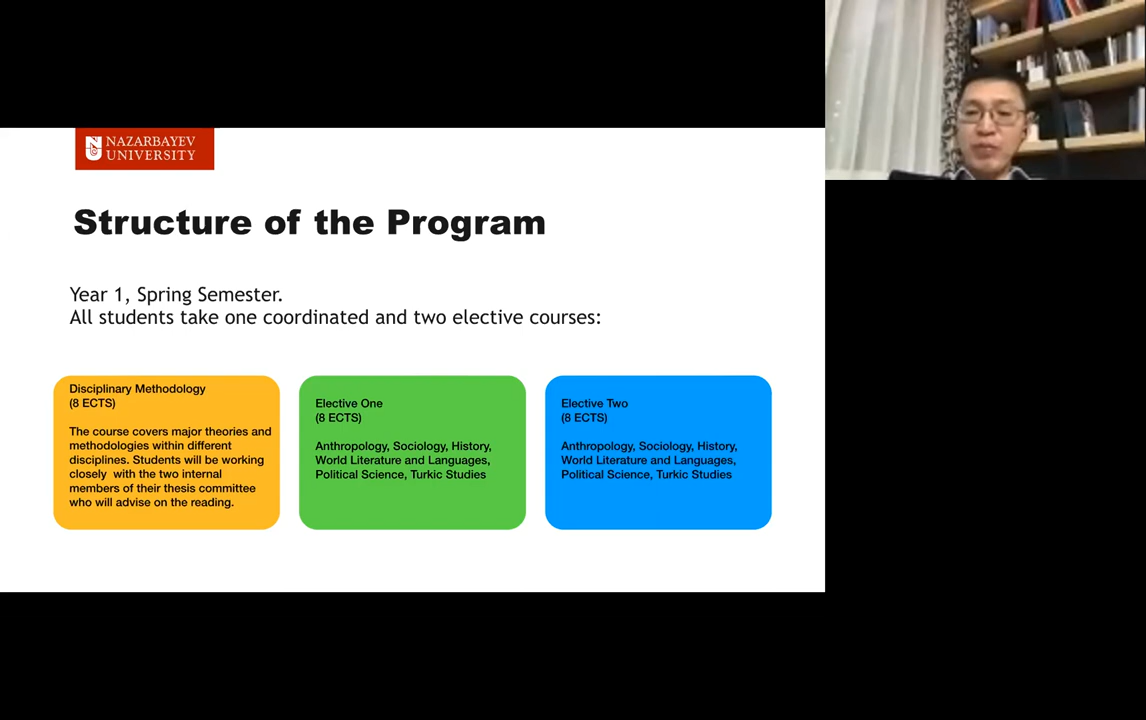 NAZARBAYEV
UNIVERSITY
Structure of the Program
Year 1, Spring Semester.
All students take one coordinated and two elective courses:
Disciplinary Methodology
(8 ECTS)
The course covers major theories and
methodologies within different
disciplines. Students will be working
closely with the two internal
members of their thesis committee
who will advise on the reading.
Elective One
(8 ECTS)
Anthropology, Sociology, History,
World Literature and Languages,
Political Science, Turkic Studies
Elective Two
(8 ECTS)
Anthropology, Sociology, History,
World Literature and Languages,
Political Science, Turkic Studies